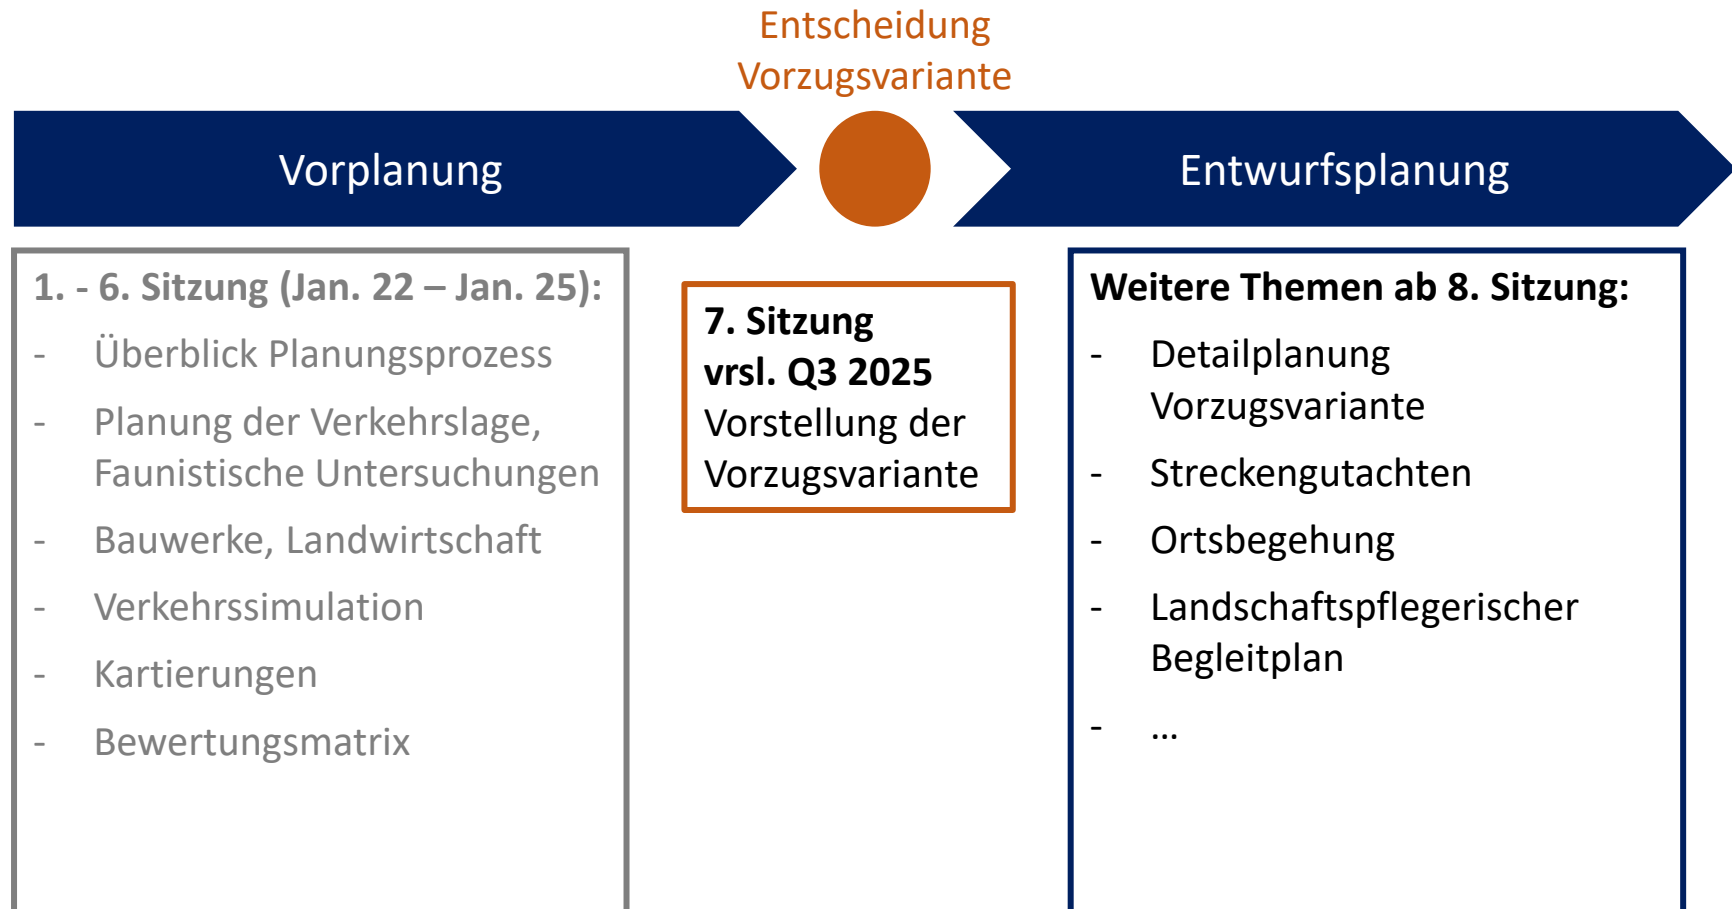 Entscheidung
Vorzugsvariante
Vorplanung
Entwurfsplanung
1. - 6. Sitzung (Jan. 22 – Jan. 25):
- Überblick Planungsprozess
- Planung der Verkehrslage,
Faunistische Untersuchungen
- Bauwerke, Landwirtschaft
- Verkehrssimulation
- Kartierungen
- Bewertungsmatrix
7. Sitzung
vrsl. Q3 2025
Vorstellung der
Vorzugsvariante
Weitere Themen ab 8. Sitzung:
- Detailplanung
Vorzugsvariante
- Streckengutachten
- Ortsbegehung
- Landschaftspflegerischer
Begleitplan
- ...